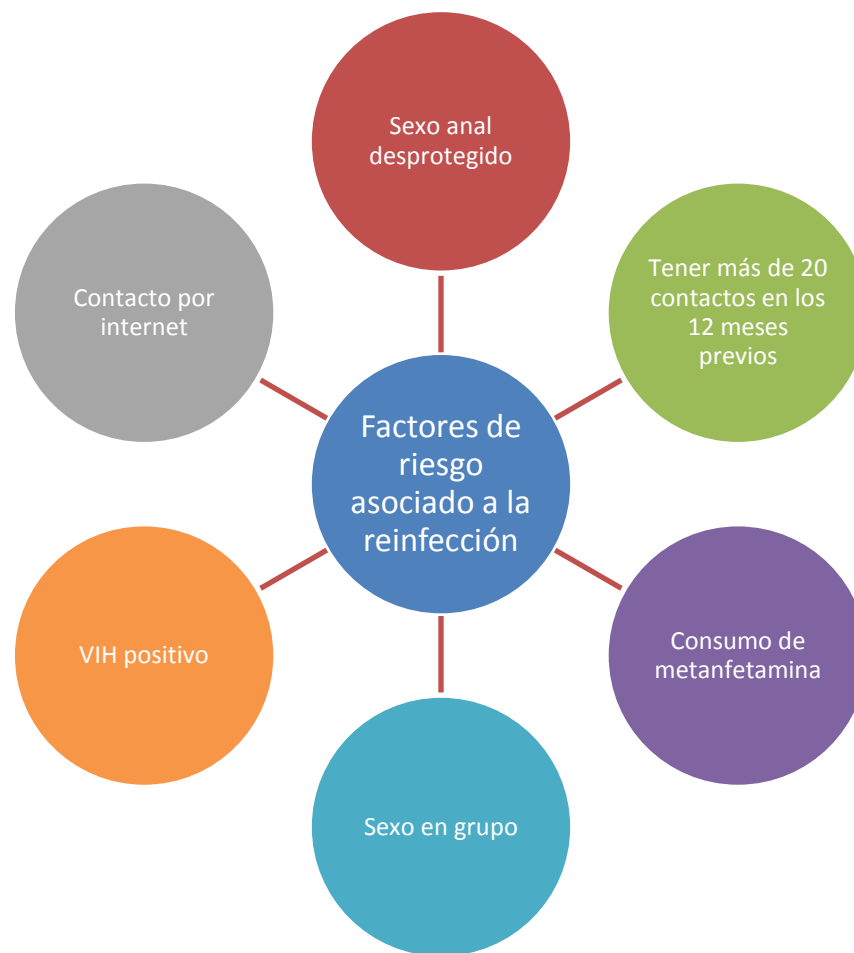 Sexo anal
desprotegido
Tener más de 20
contactos en los
12 meses
previos
Consumo de
metanfetamina
Sexo en grupo
VIH positivo
Contacto por
internet
Factores de
riesgo
asociado a la
reinfección